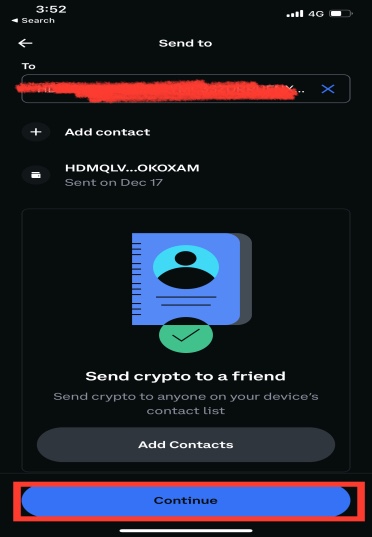 3:52
4G
◀ Search
Send to
To
Add contact
HDMQLV...OKOXAM
Sent on Dec 17
Send crypto to a friend
Send crypto to anyone on your device's
contact list
Add Contacts
Continue